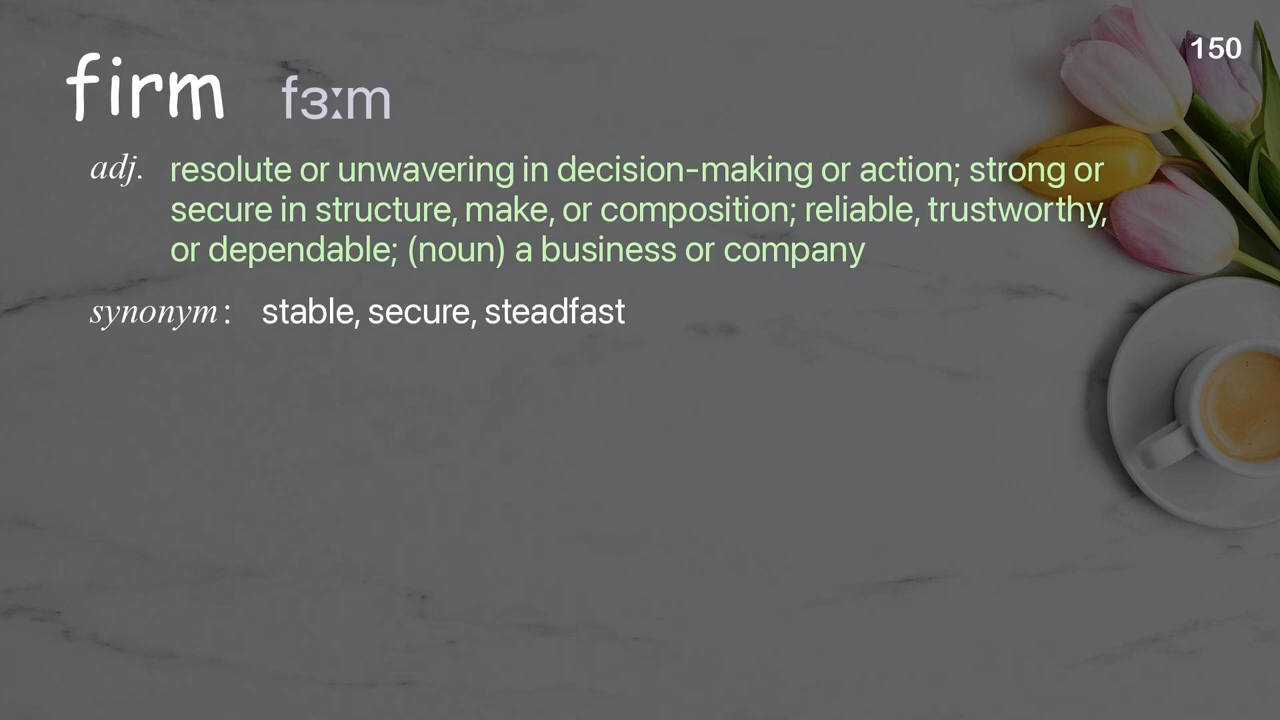 150
firm fɜːm
adj. resolute or unwavering in decision-making or action; strong or
secure in structure, make, or composition; reliable, trustworthy,
or dependable; (noun) a business or company
synonym: stable, secure, steadfast